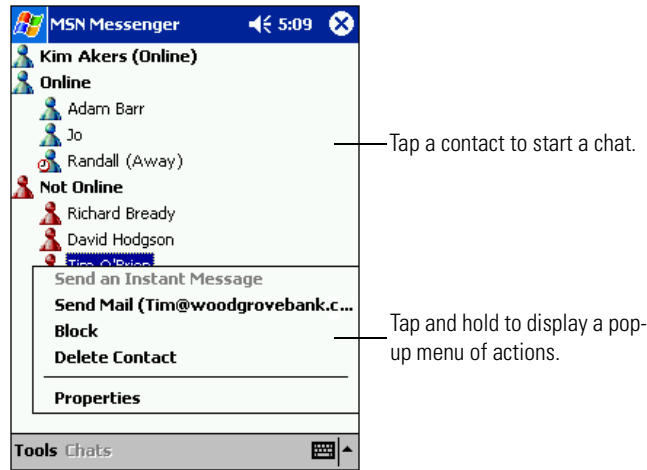 MSN Messenger 5:09
Kim Akers (Online)
Online
Adam Barr
Jo
Randall (Away)
Not Online
Richard Bready
David Hodgson
Tim O'Brien
Send an Instant Message
Send Mail (Tim@woodgrovebank.c...
Block
Delete Contact
Properties
Tools Chats
Tap a contact to start a chat.
Tap and hold to display a pop-
up menu of actions.